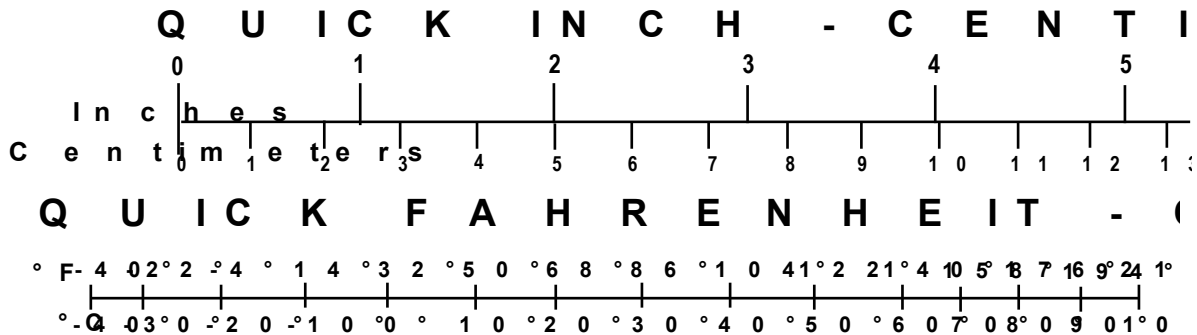 QUICK INCH - CENTI
0 1 2 3 4 5
Inches
Centimeters 0 1 2 3 4 5 6 7 8 9 10 11 12 13
QUICK FAHRENHEIT -
°F -40° -22° -4° 14° 32° 50° 68° 86° 104° 122° 140° 158° 176° 194°
°C -40° -30° -20° -10° 0° 10° 20° 30° 40° 50° 60° 70° 80° 90° 100°